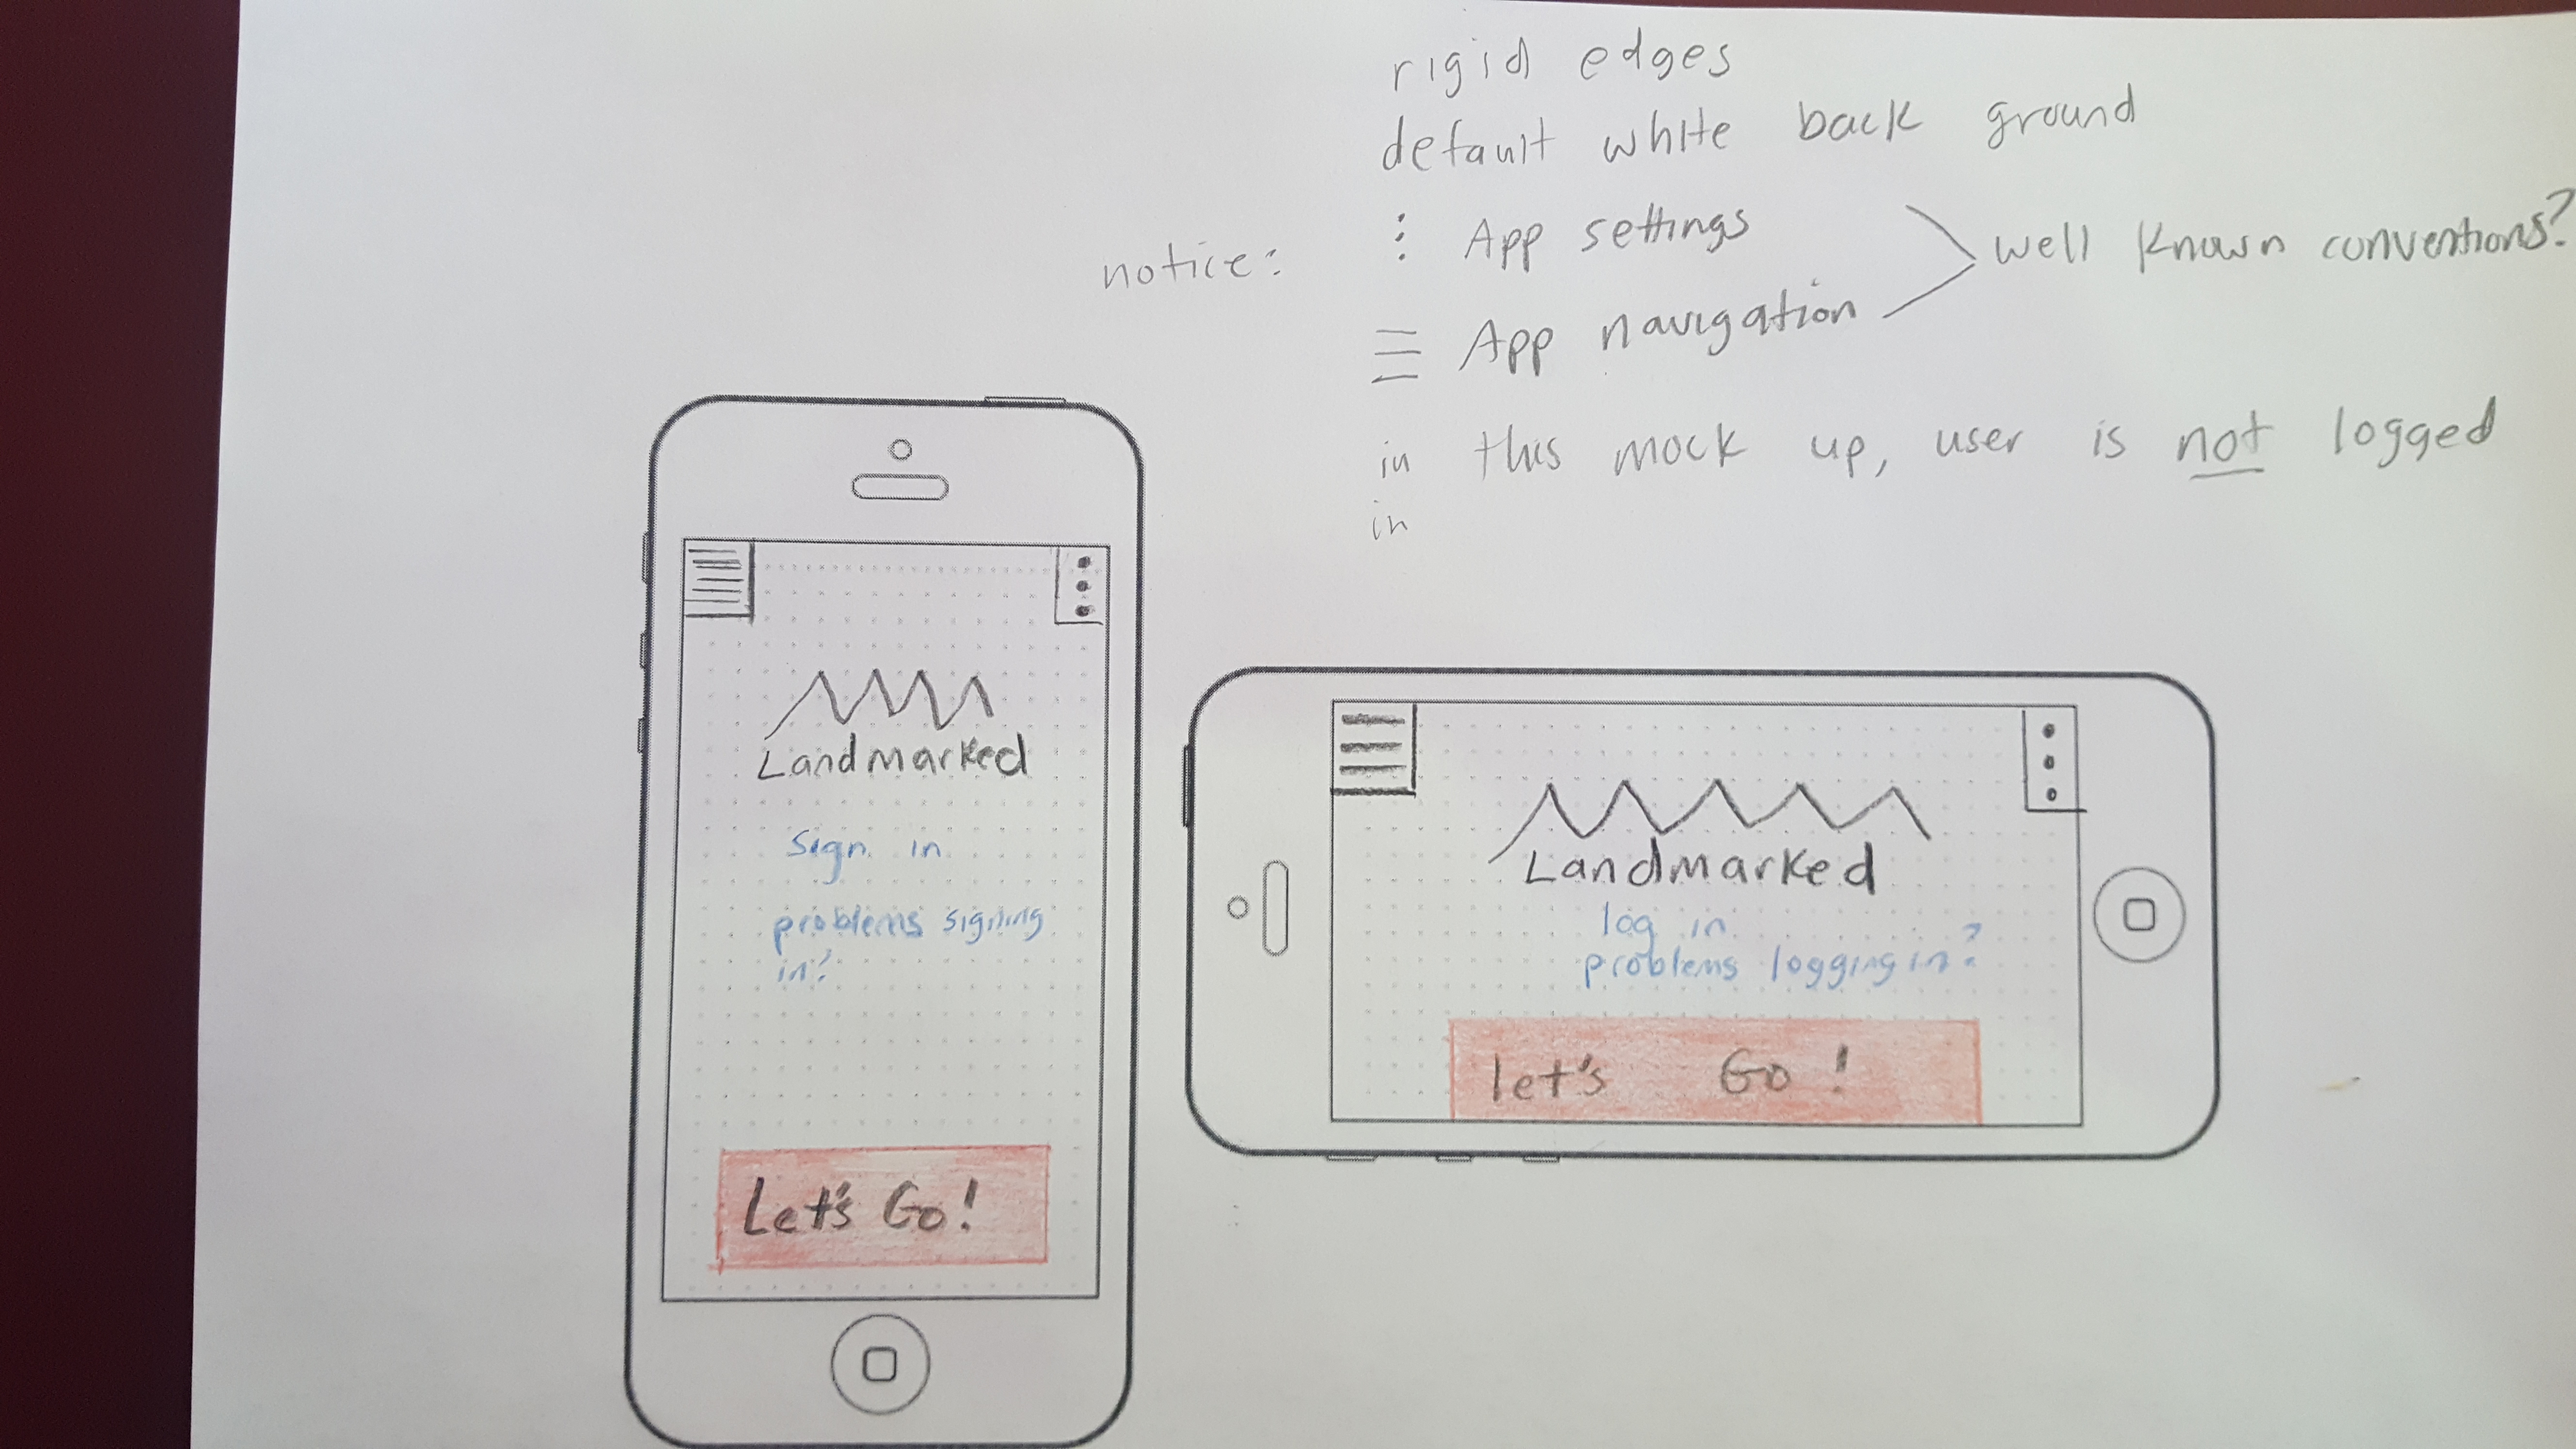 rigid edges
default white back ground
notice:
⋮ App settings
well known conventions?
☰ App navigation
in this mock up, user is not logged
in
Landmarked
sign in
problems signing
in?
Let's Go!
Landmarked
log in
problems logging in?
let's Go!